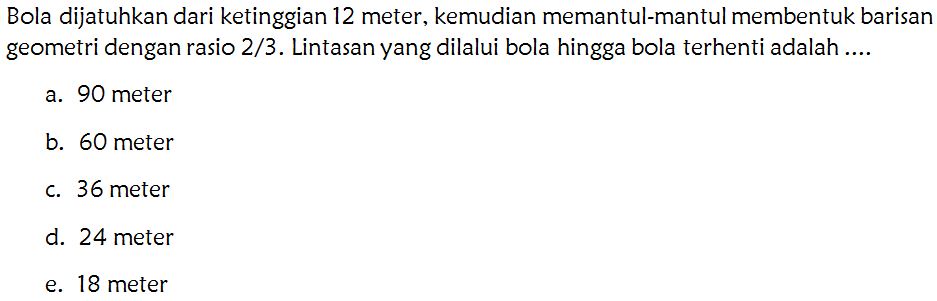 Bola dijatuhkan dari ketinggian 12 meter, kemudian memantul-mantul membentuk barisan
geometri dengan rasio 2/3. Lintasan yang dilalui bola hingga bola terhenti adalah ....
a. 90 meter
b. 60 meter
c. 36 meter
d. 24 meter
e. 18 meter